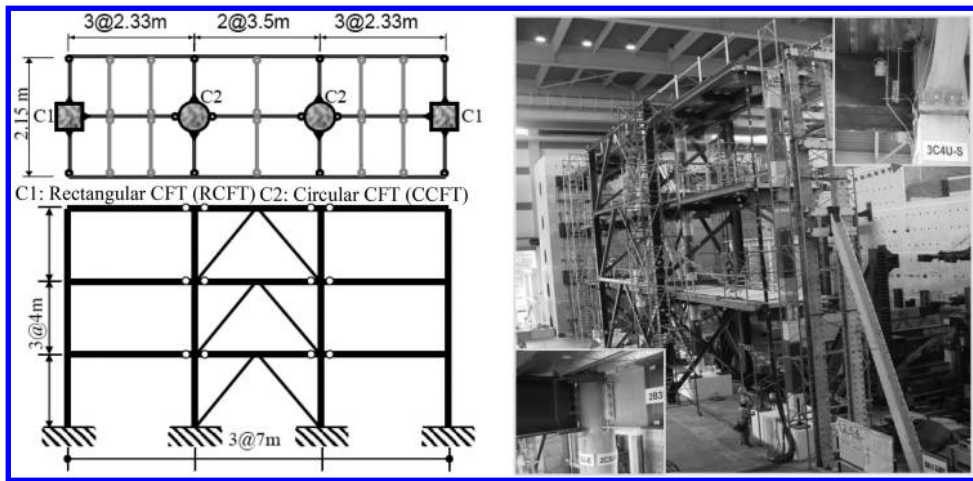 3@2.33m 2@3.5m 3@2.33m
2.15 m
C1 C2 C2 C1
C1: Rectangular CFT (RCFT) C2: Circular CFT (CCFT)
3@4m
3@7m
3C4U-S
2B3